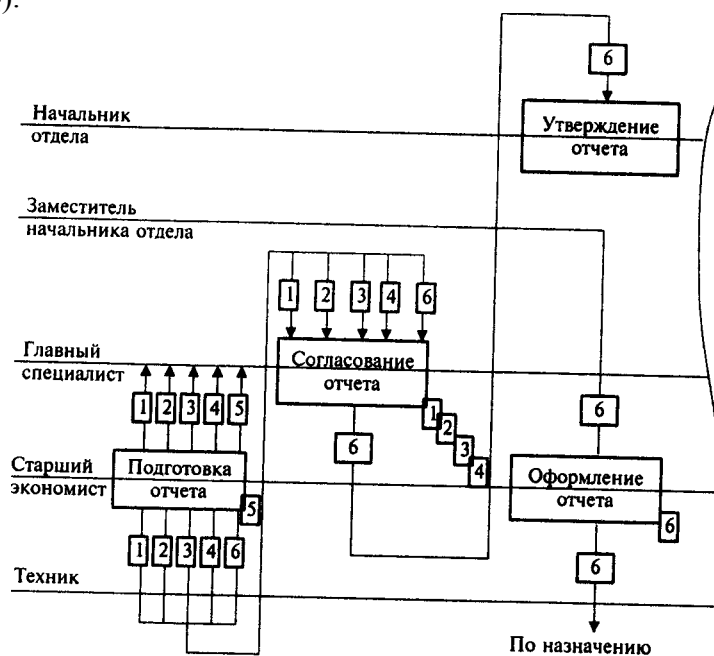 ).
6
Начальник
отдела
Утверждение
отчета
Заместитель
начальника отдела
1 2 3 4 6
Главный
специалист
Согласование
отчета
1 2 3 4 5
6
1
2
3
4
6
Старший
экономист
Подготовка
отчета
5
Оформление
отчета
6
1 2 3 4 6
6
Техник
По назначению